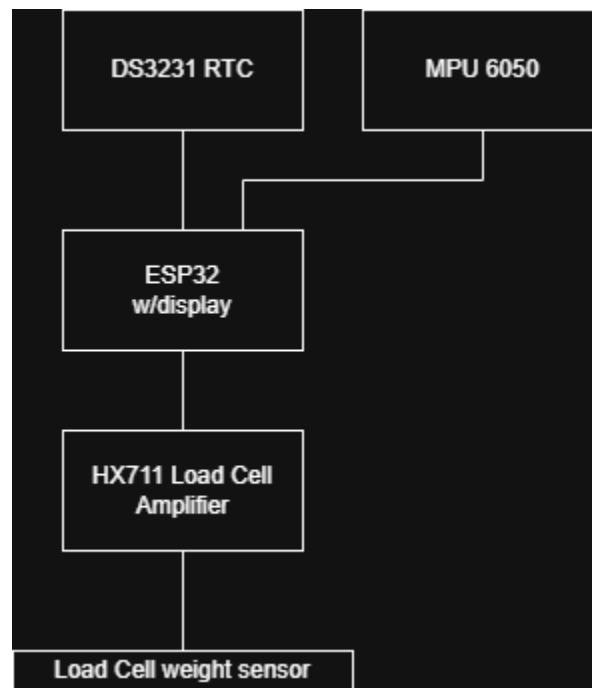 DS3231 RTC
MPU 6050
ESP32
w/display
HX711 Load Cell
Amplifier
Load Cell weight sensor